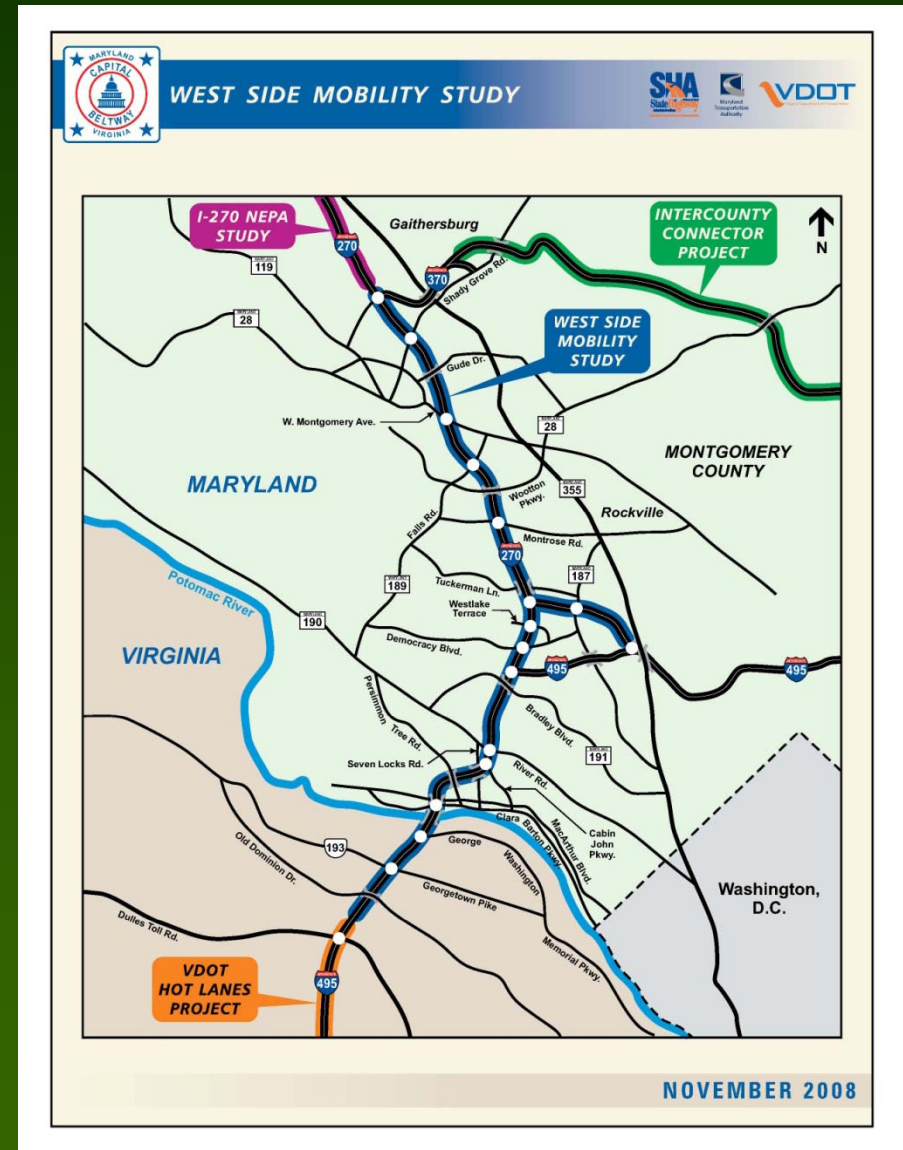 MARYLAND
CAPITAL
BELTWAY
VIRGINIA
WEST SIDE MOBILITY STUDY
SHA
State Highway
Maryland
Transportation
Authority
VDOT
I-270 NEPA
STUDY
270
Gaithersburg
INTERCOUNTY
CONNECTOR
PROJECT
N
119
370
Shady Grove Rd.
28
WEST SIDE
MOBILITY
STUDY
Gude Dr.
W. Montgomery Ave.
28
MONTGOMERY
COUNTY
MARYLAND
Wootton
Pkwy.
355
Rockville
Falls Rd.
Montrose Rd.
270
Potomac River
189
Tuckerman Ln.
187
Westlake
Terrace
190
Democracy Blvd.
VIRGINIA
495
495
Persimmon
Tree Rd.
Bradley Blvd.
191
Seven Locks Rd.
River Rd.
Clara
Barton Pkwy.
MacArthur Blvd.
Cabin
John
Pkwy.
193
Old Dominion Dr.
George
Washington
Memorial Pkwy.
Georgetown Pike
Washington,
D.C.
Dulles Toll Rd.
VDOT
HOT LANES
PROJECT
495
NOVEMBER 2008